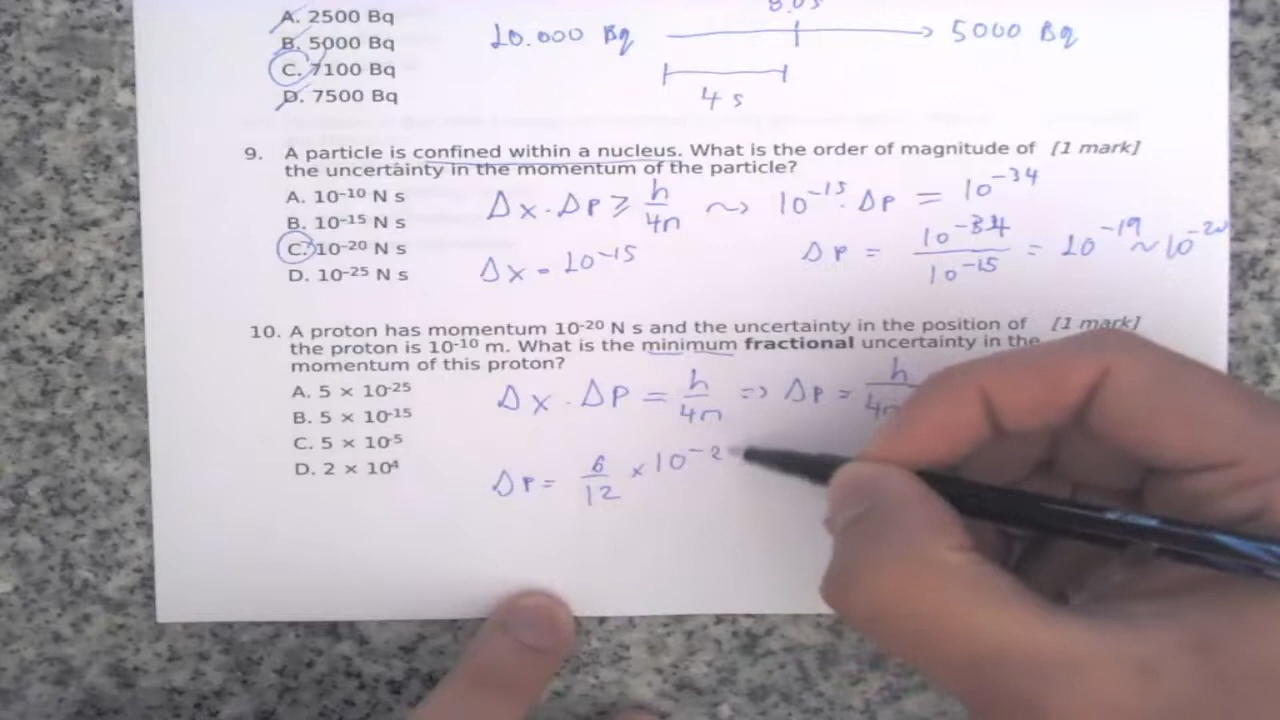 A. 2500 Bq
B. 5000 Bq
C. 7100 Bq
D. 7500 Bq
10.000 Bq
5000 Bq
4 s
9. A particle is confined within a nucleus. What is the order of magnitude of [1 mark]
the uncertainty in the momentum of the particle?
A. 10⁻¹⁰ N s
B. 10⁻¹⁵ N s
C. 10⁻²⁰ N s
D. 10⁻²⁵ N s
Δx · Δp ≥ h/4π ~> 10⁻¹⁵ · Δp = 10⁻³⁴
Δx = 10⁻¹⁵
Δp = 10⁻³⁴/10⁻¹⁵ = 10⁻¹⁹ ~ 10⁻²⁰
10. A proton has momentum 10⁻²⁰ N s and the uncertainty in the position of [1 mark]
the proton is 10⁻¹⁰ m. What is the minimum fractional uncertainty in the
momentum of this proton?
A. 5 × 10⁻²⁵
B. 5 × 10⁻¹⁵
C. 5 × 10⁻⁵
D. 2 × 10⁴
Δx · Δp = h/4π => Δp = h/4π
Δp = 6/12 × 10⁻²